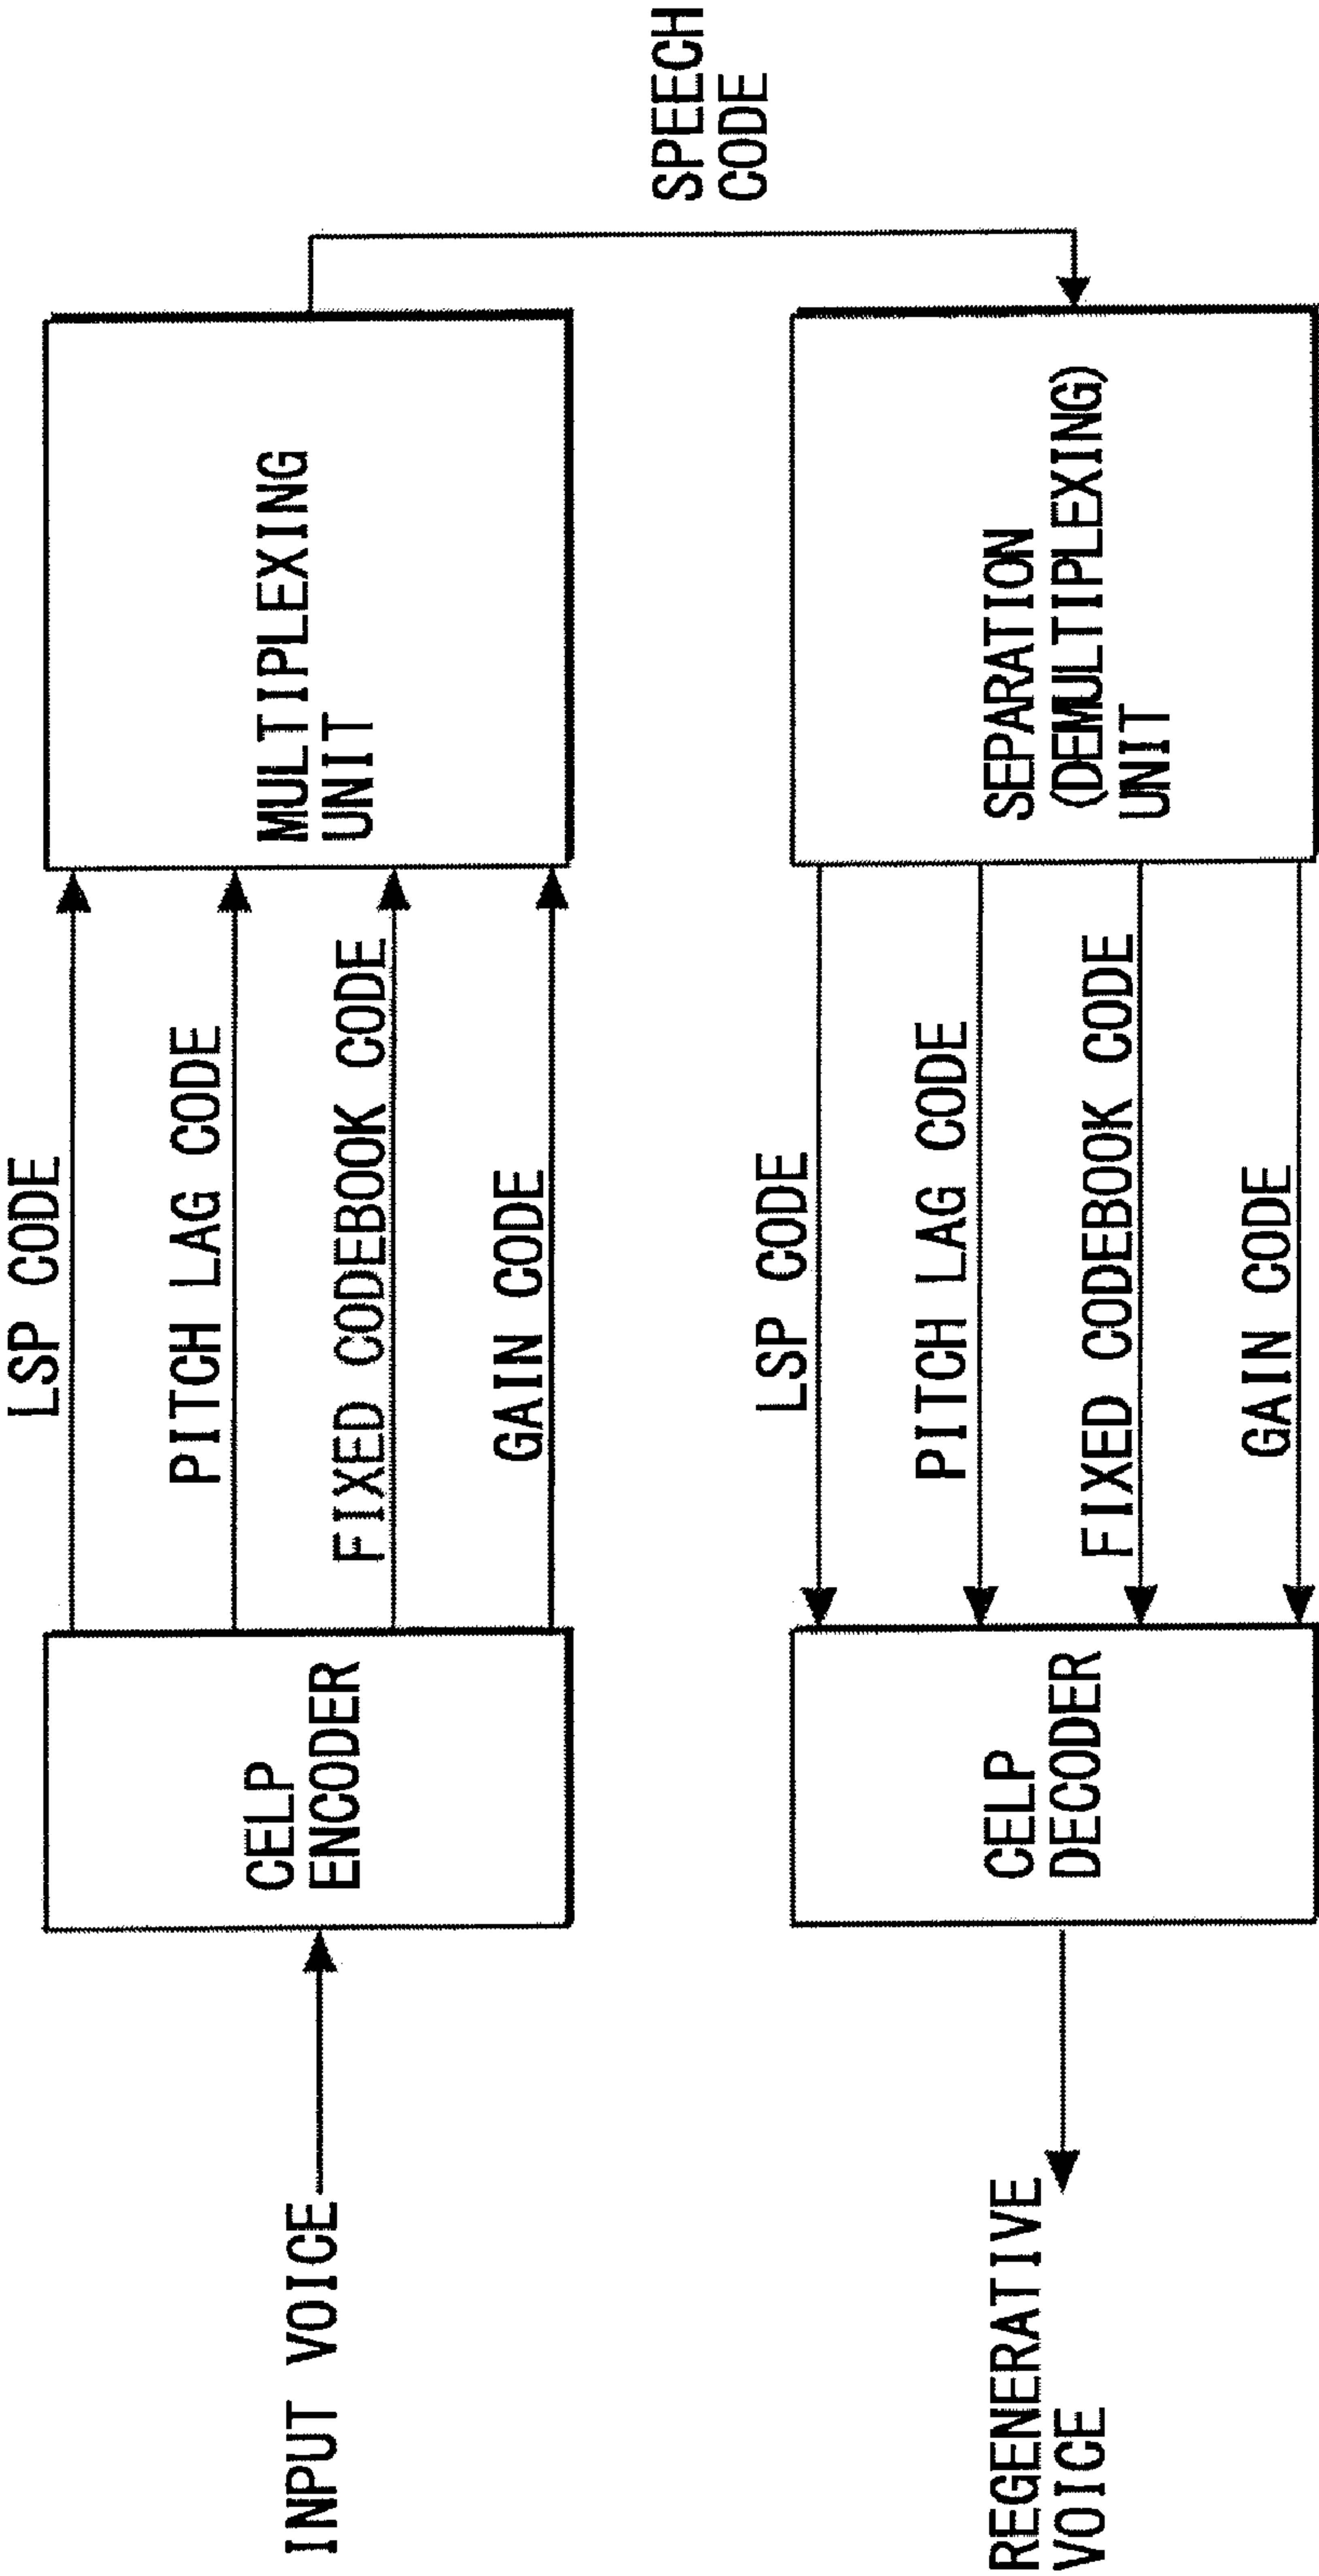 INPUT VOICE
CELP
ENCODER
LSP CODE
PITCH LAG CODE
FIXED CODEBOOK CODE
GAIN CODE
MULTIPLEXING
UNIT
SPEECH
CODE
SEPARATION
(DEMULTIPLEXING)
UNIT
LSP CODE
PITCH LAG CODE
FIXED CODEBOOK CODE
GAIN CODE
CELP
DECODER
REGENERATIVE
VOICE